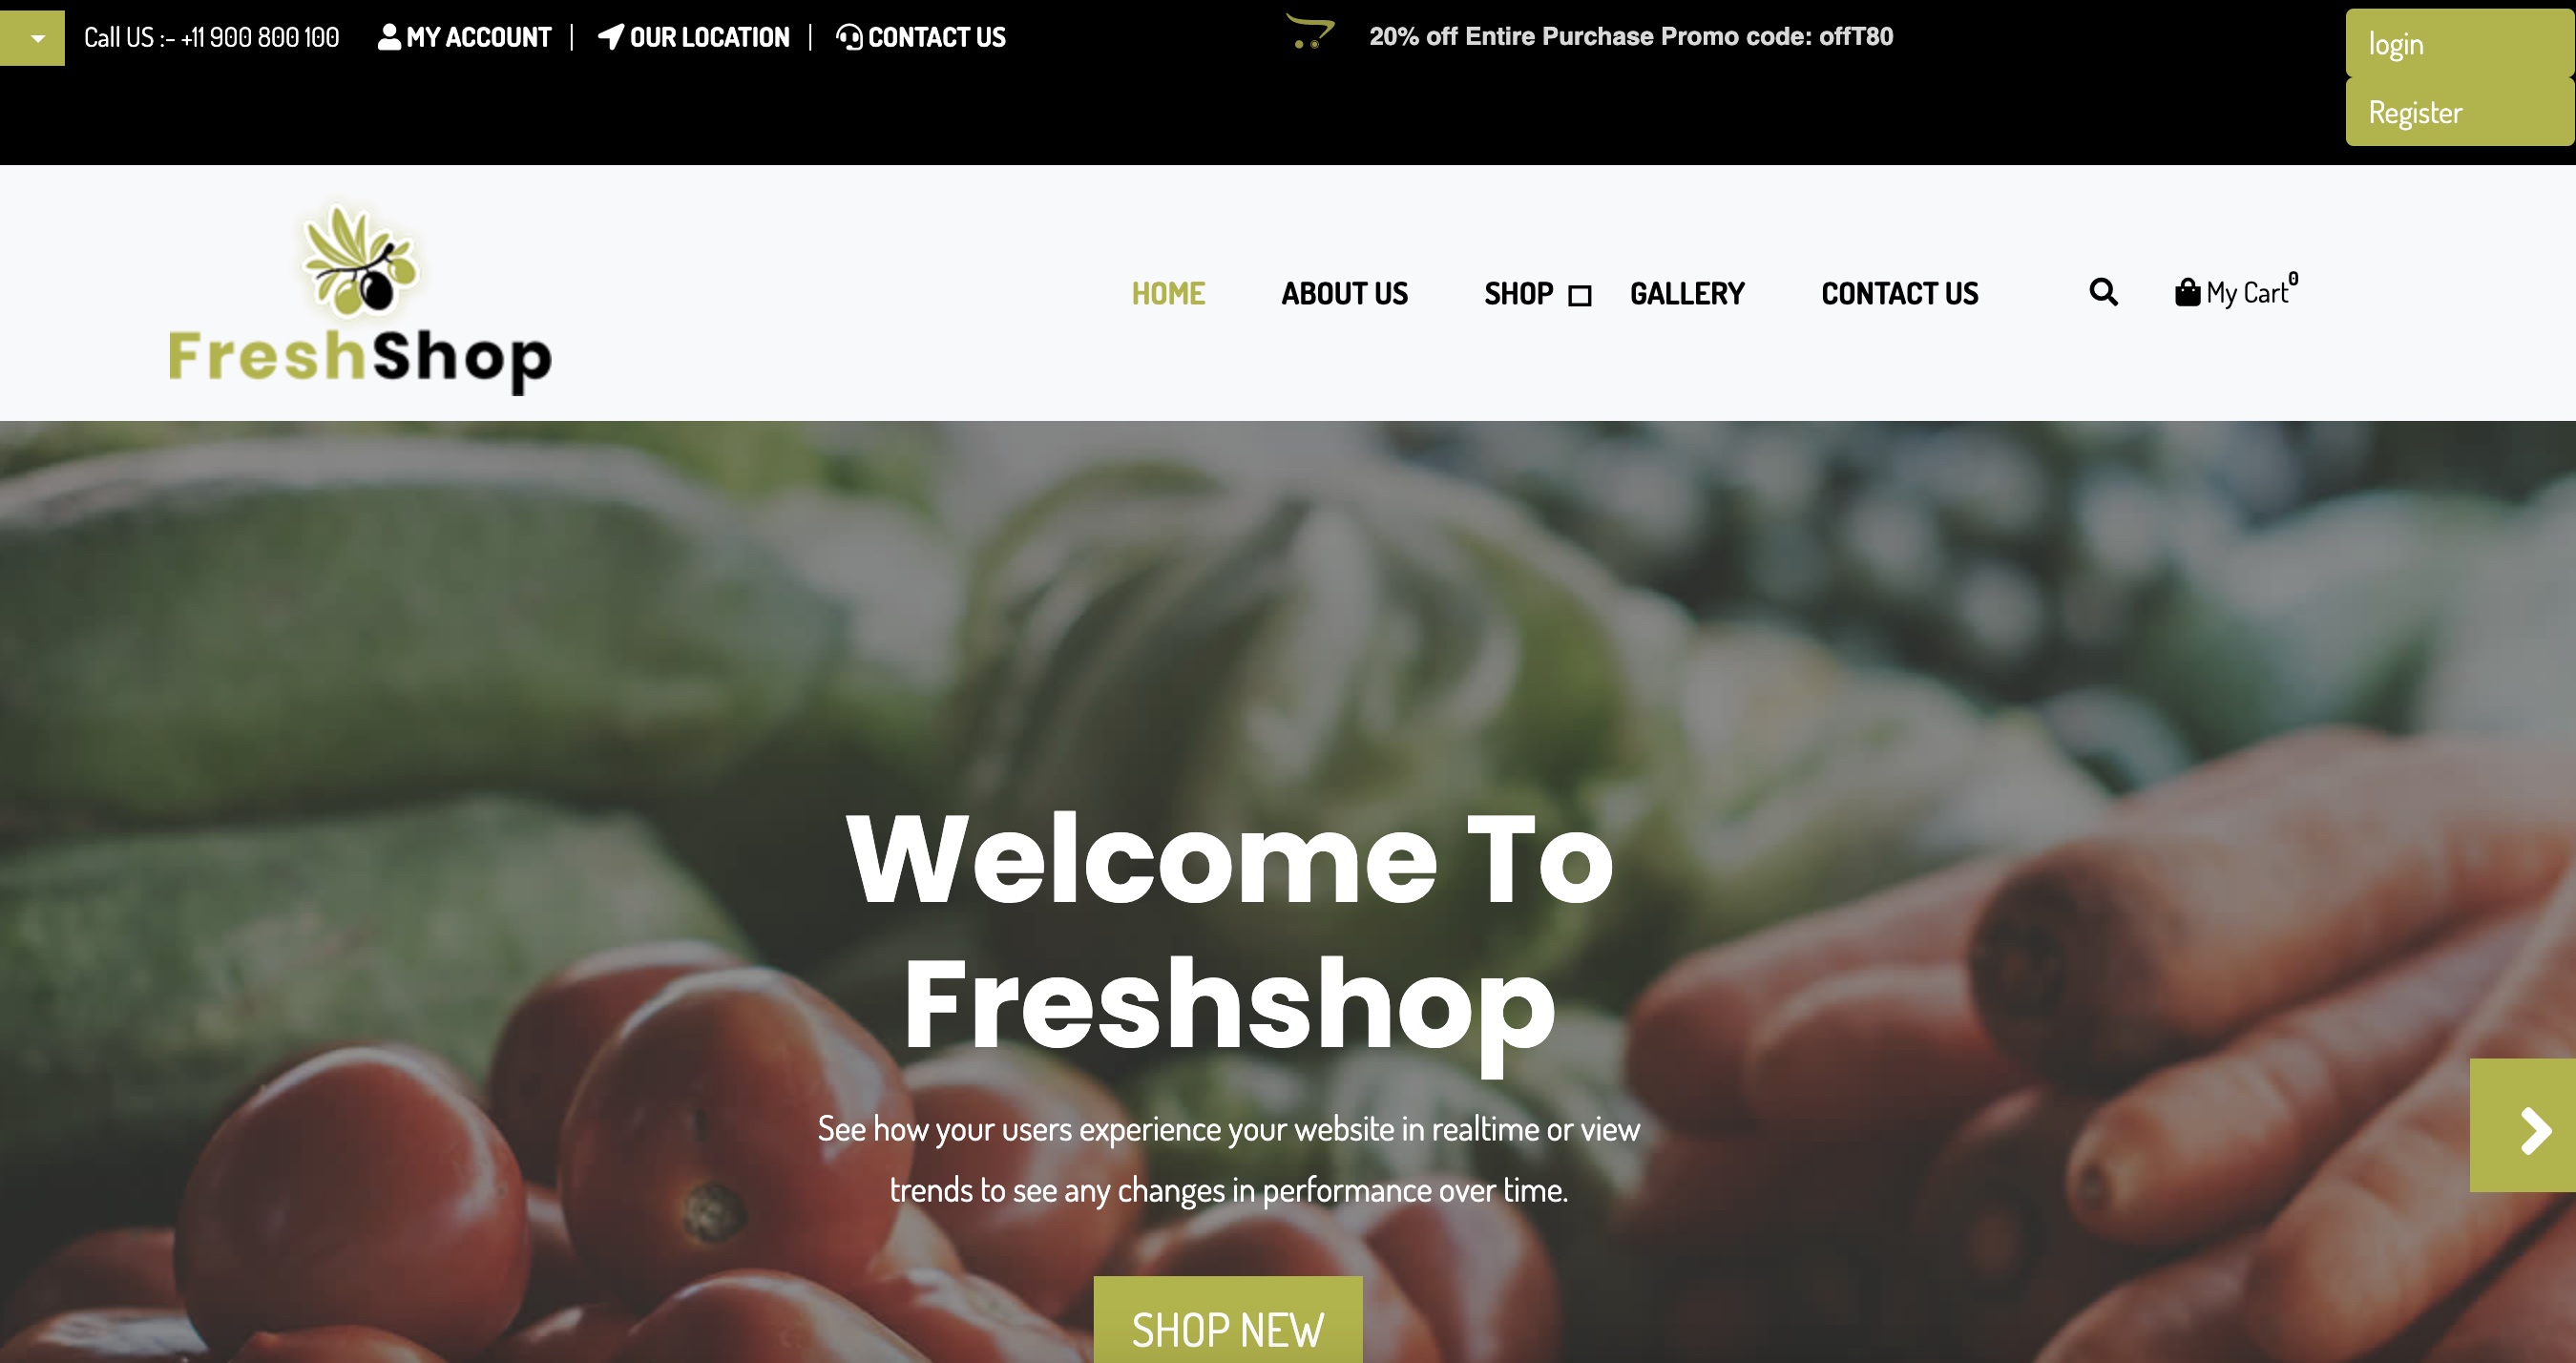 Call US :- +11 900 800 100
MY ACCOUNT
OUR LOCATION
CONTACT US
20% off Entire Purchase Promo code: offT80
login
Register
FreshShop
HOME
ABOUT US
SHOP
GALLERY
CONTACT US
My Cart0
Welcome To
Freshshop
See how your users experience your website in realtime or view
trends to see any changes in performance over time.
SHOP NEW